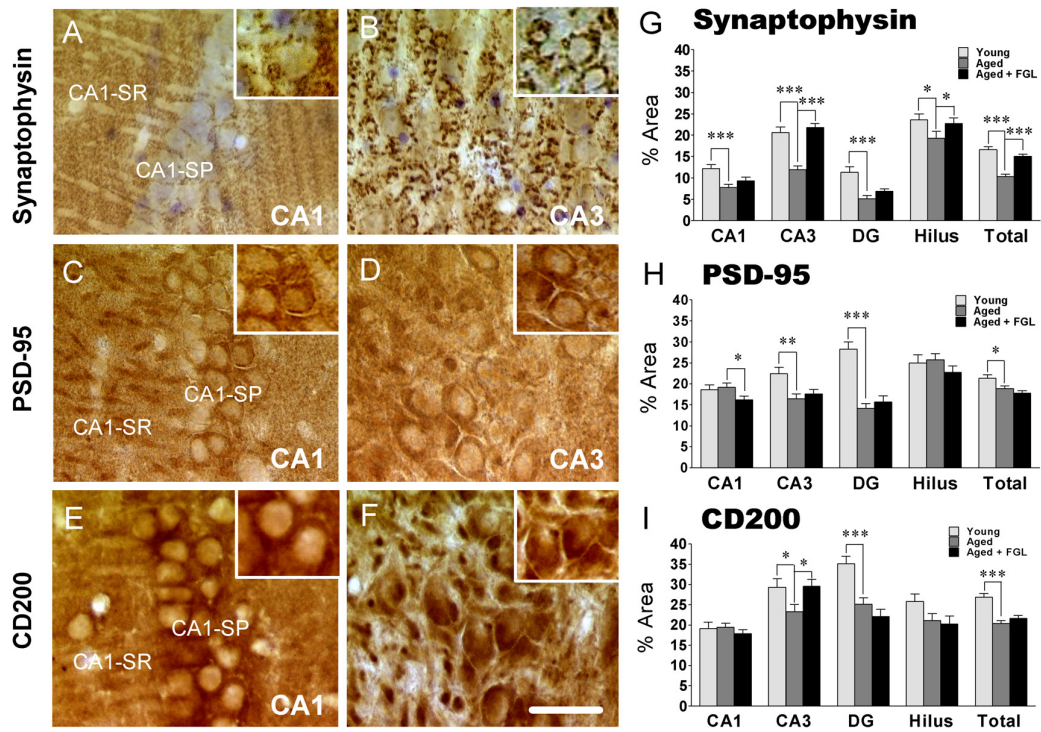 Synaptophysin
A
CA1-SR
CA1-SP
CA1
B
CA3
G Synaptophysin
% Area
40
35
30
25
20
15
10
5
0
Young
Aged
Aged + FGL
***
*** ***
***
* *
*** ***
CA1 CA3 DG Hilus Total
PSD-95
C
CA1-SP
CA1-SR
CA1
D
CA3
H PSD-95
% Area
40
35
30
25
20
15
10
5
0
Young
Aged
Aged + FGL
*
**
***
*
CA1 CA3 DG Hilus Total
CD200
E
CA1-SP
CA1-SR
CA1
F
I CD200
% Area
40
35
30
25
20
15
10
5
0
Young
Aged
Aged + FGL
* *
***
***
CA1 CA3 DG Hilus Total